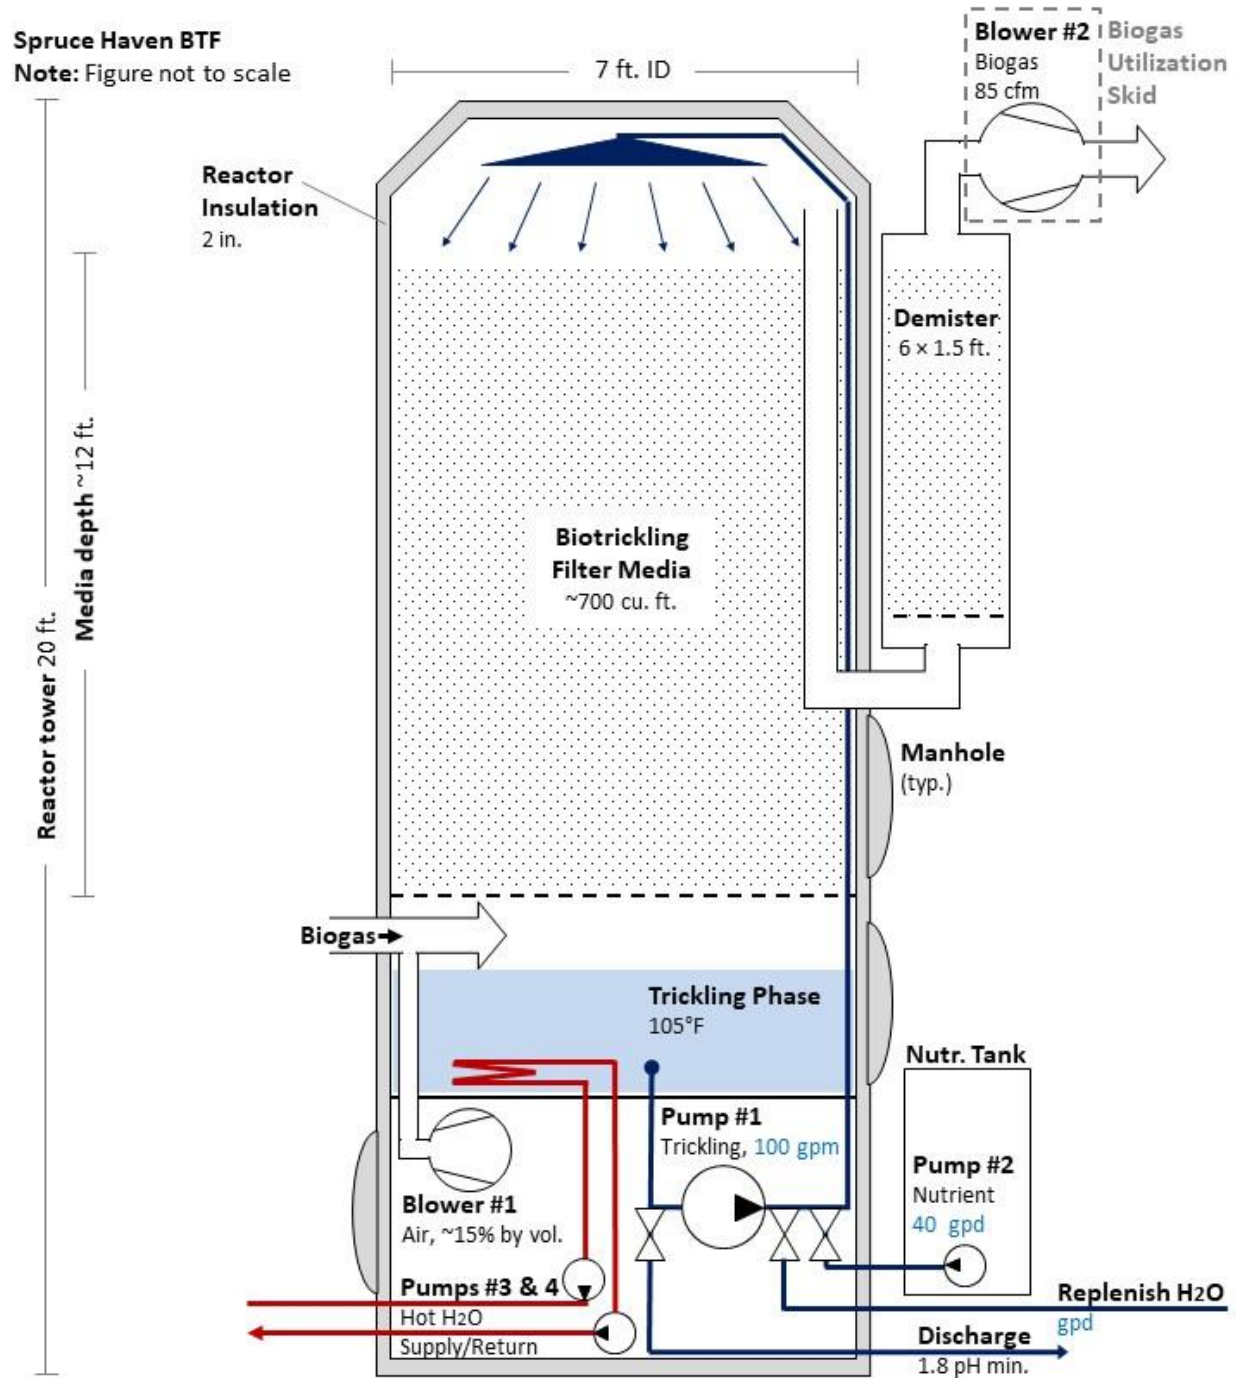 Spruce Haven BTF
Note: Figure not to scale
7 ft. ID
Blower #2
Biogas
85 cfm
Biogas
Utilization
Skid
Reactor
Insulation
2 in.
Demister
6 × 1.5 ft.
Media depth ~12 ft.
Reactor tower 20 ft.
Biotrickling
Filter Media
~700 cu. ft.
Manhole
(typ.)
Biogas
Trickling Phase
105°F
Nutr. Tank
Pump #1
Trickling, 100 gpm
Pump #2
Nutrient
40 gpd
Blower #1
Air, ~15% by vol.
Pumps #3 & 4
Hot H2O
Supply/Return
Replenish H2O
gpd
Discharge
1.8 pH min.